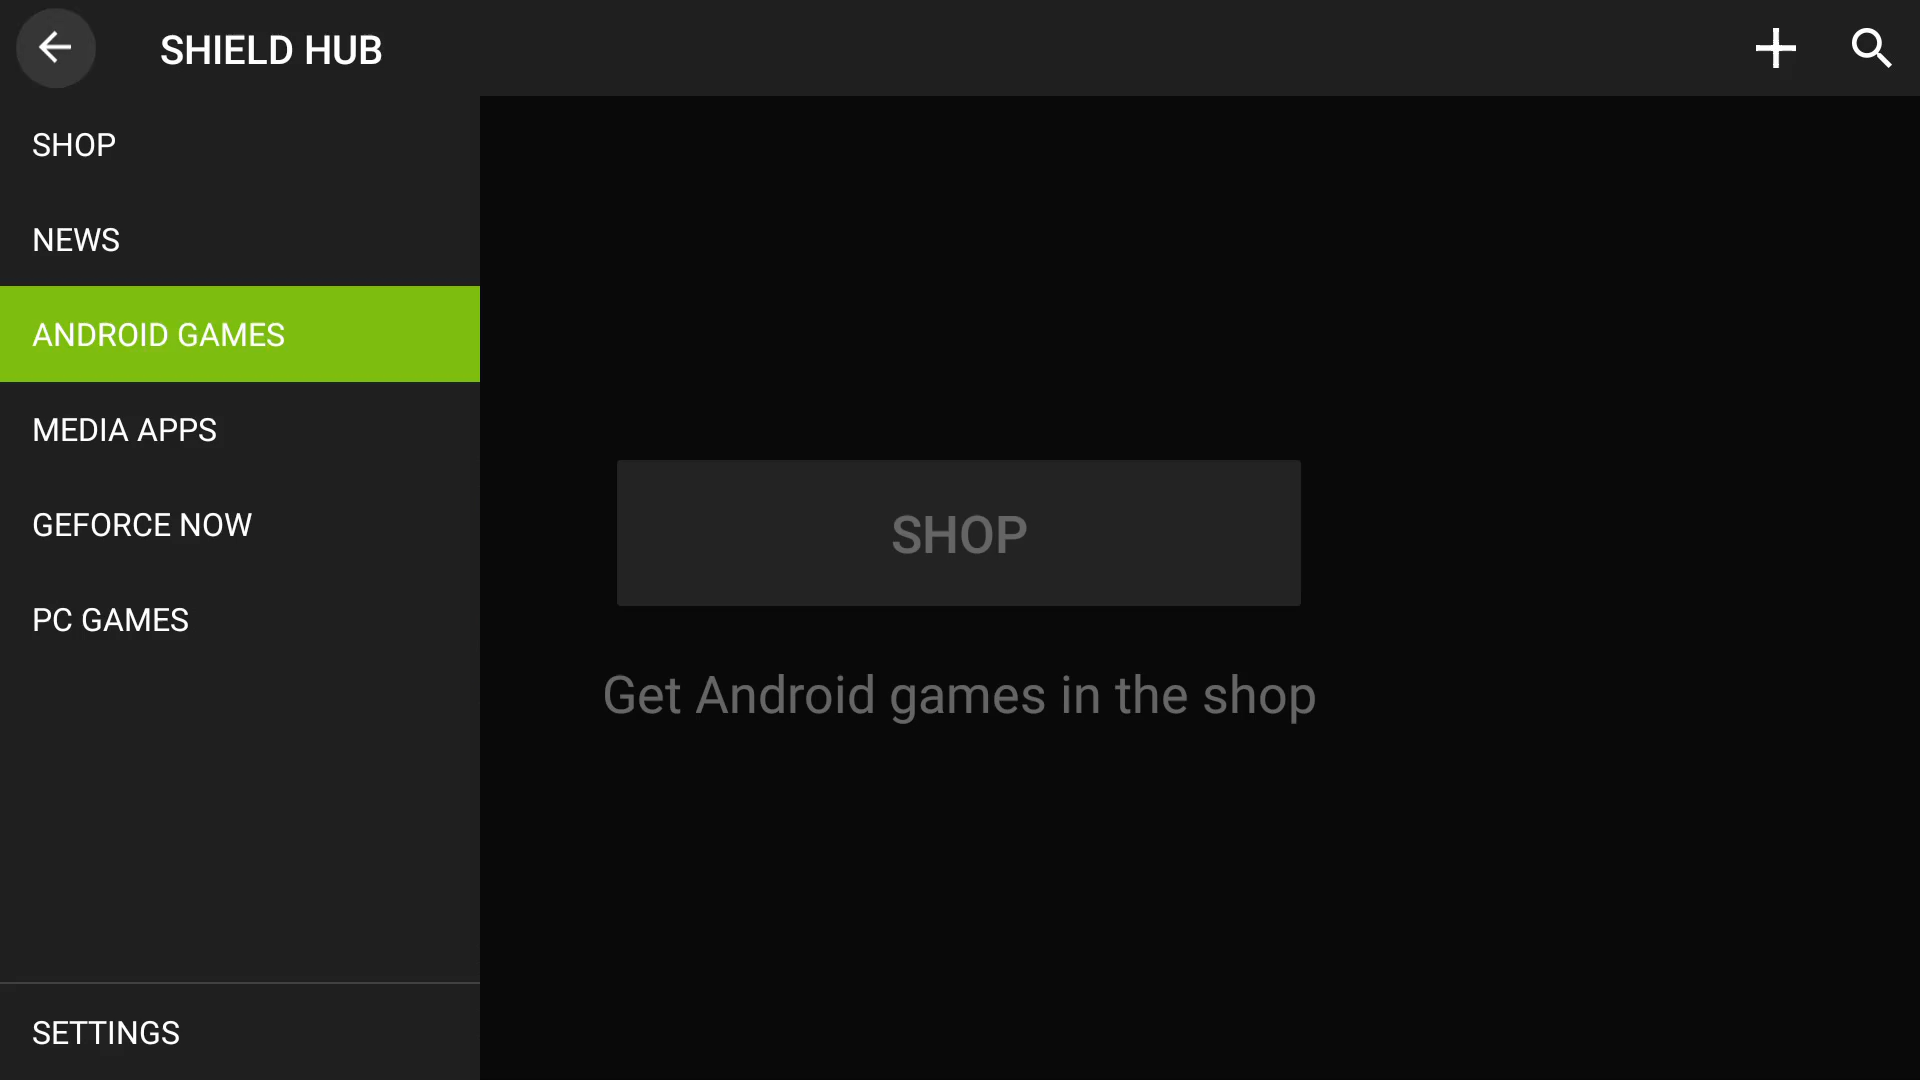 SHIELD HUB
SHOP
NEWS
ANDROID GAMES
MEDIA APPS
GEFORCE NOW
PC GAMES
SETTINGS
SHOP
Get Android games in the shop